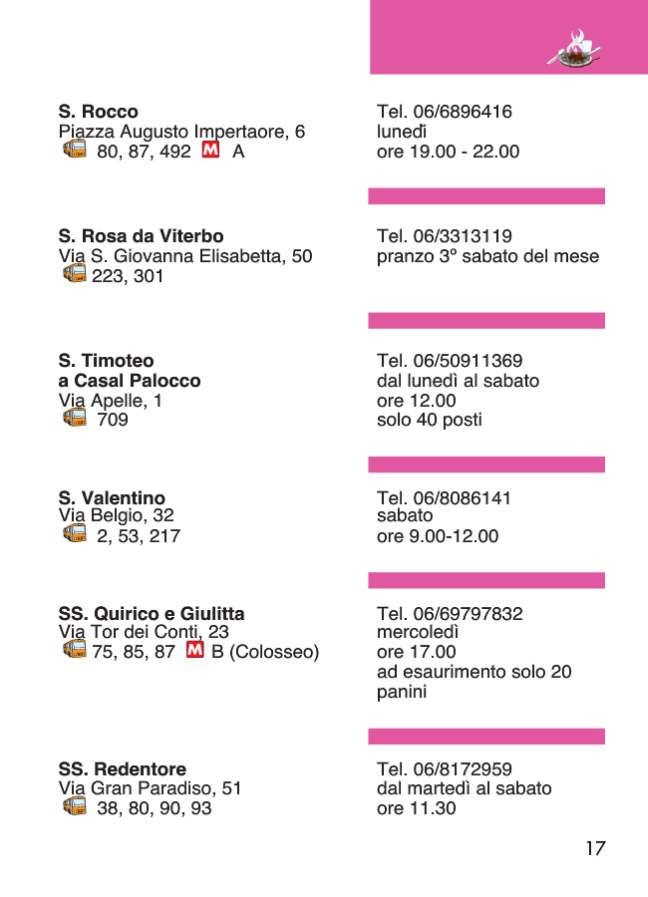 S. Rocco
Piazza Augusto Impertaore, 6
80, 87, 492 M A
Tel. 06/6896416
lunedì
ore 19.00 - 22.00
S. Rosa da Viterbo
Via S. Giovanna Elisabetta, 50
223, 301
Tel. 06/3313119
pranzo 3º sabato del mese
S. Timoteo
a Casal Palocco
Via Apelle, 1
709
Tel. 06/50911369
dal lunedì al sabato
ore 12.00
solo 40 posti
S. Valentino
Via Belgio, 32
2, 53, 217
Tel. 06/8086141
sabato
ore 9.00-12.00
SS. Quirico e Giulitta
Via Tor dei Conti, 23
75, 85, 87 M B (Colosseo)
Tel. 06/69797832
mercoledì
ore 17.00
ad esaurimento solo 20
panini
SS. Redentore
Via Gran Paradiso, 51
38, 80, 90, 93
Tel. 06/8172959
dal martedì al sabato
ore 11.30
17